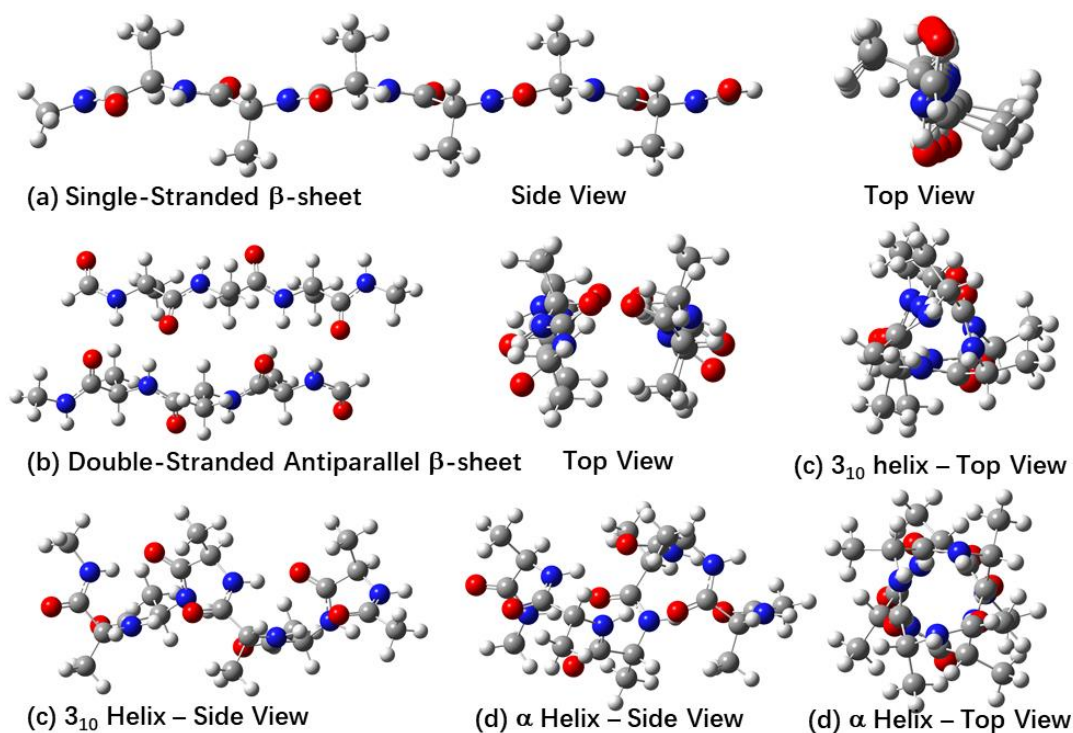 (a) Single-Stranded β-sheet
Side View
Top View
(b) Double-Stranded Antiparallel β-sheet
Top View
(c) 3₁₀ helix – Top View
(c) 3₁₀ Helix – Side View
(d) α Helix – Side View
(d) α Helix – Top View